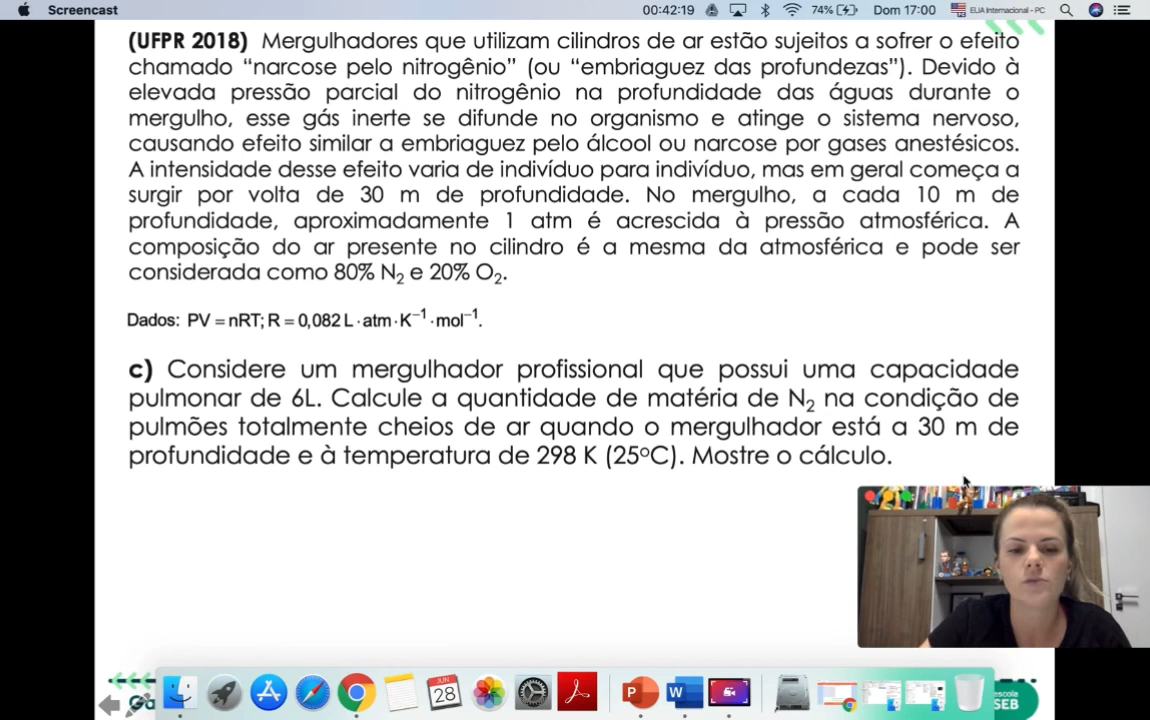 Screencast 00:42:19 74% Dom 17:00 ELIA Internacional - PC
(UFPR 2018) Mergulhadores que utilizam cilindros de ar estão sujeitos a sofrer o efeito
chamado “narcose pelo nitrogênio” (ou “embriaguez das profundezas”). Devido à
elevada pressão parcial do nitrogênio na profundidade das águas durante o
mergulho, esse gás inerte se difunde no organismo e atinge o sistema nervoso,
causando efeito similar a embriaguez pelo álcool ou narcose por gases anestésicos.
A intensidade desse efeito varia de indivíduo para indivíduo, mas em geral começa a
surgir por volta de 30 m de profundidade. No mergulho, a cada 10 m de
profundidade, aproximadamente 1 atm é acrescida à pressão atmosférica. A
composição do ar presente no cilindro é a mesma da atmosférica e pode ser
considerada como 80% N₂ e 20% O₂.
Dados: PV = nRT; R = 0,082 L · atm · K⁻¹ · mol⁻¹.
c) Considere um mergulhador profissional que possui uma capacidade
pulmonar de 6L. Calcule a quantidade de matéria de N₂ na condição de
pulmões totalmente cheios de ar quando o mergulhador está a 30 m de
profundidade e à temperatura de 298 K (25ºC). Mostre o cálculo.
JUN
28
P W
escola
SEB